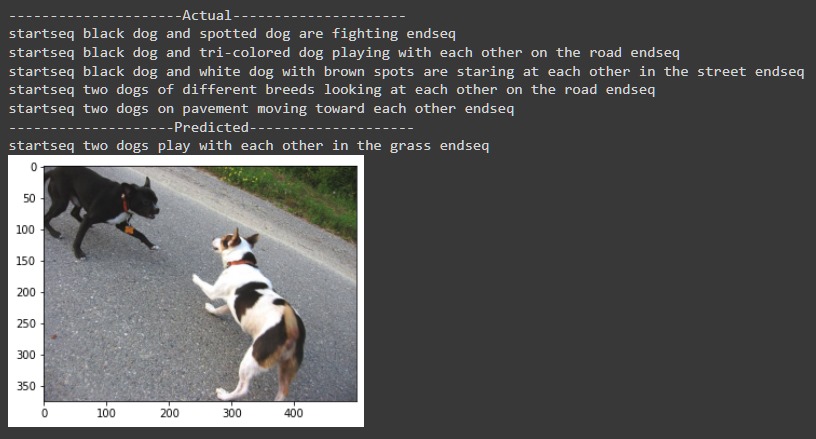 ---------------------Actual---------------------
startseq black dog and spotted dog are fighting endseq
startseq black dog and tri-colored dog playing with each other on the road endseq
startseq black dog and white dog with brown spots are staring at each other in the street endseq
startseq two dogs of different breeds looking at each other on the road endseq
startseq two dogs on pavement moving toward each other endseq
--------------------Predicted--------------------
startseq two dogs play with each other in the grass endseq
0
50
100
150
200
250
300
350
0 100 200 300 400